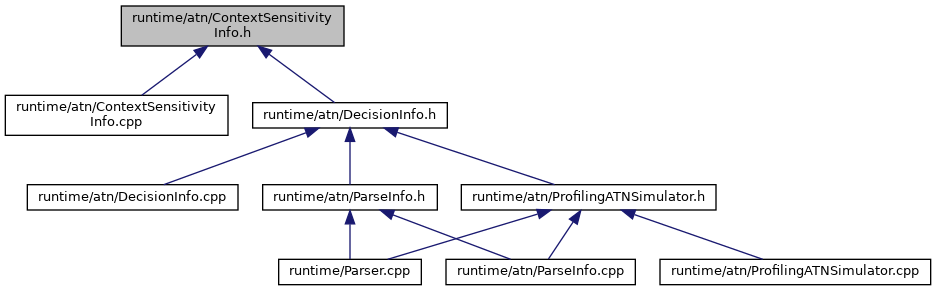 runtime/atn/ContextSensitivity
Info.h
runtime/atn/ContextSensitivity
Info.cpp
runtime/atn/DecisionInfo.h
runtime/atn/DecisionInfo.cpp
runtime/atn/ParseInfo.h
runtime/atn/ProfilingATNSimulator.h
runtime/Parser.cpp
runtime/atn/ParseInfo.cpp
runtime/atn/ProfilingATNSimulator.cpp